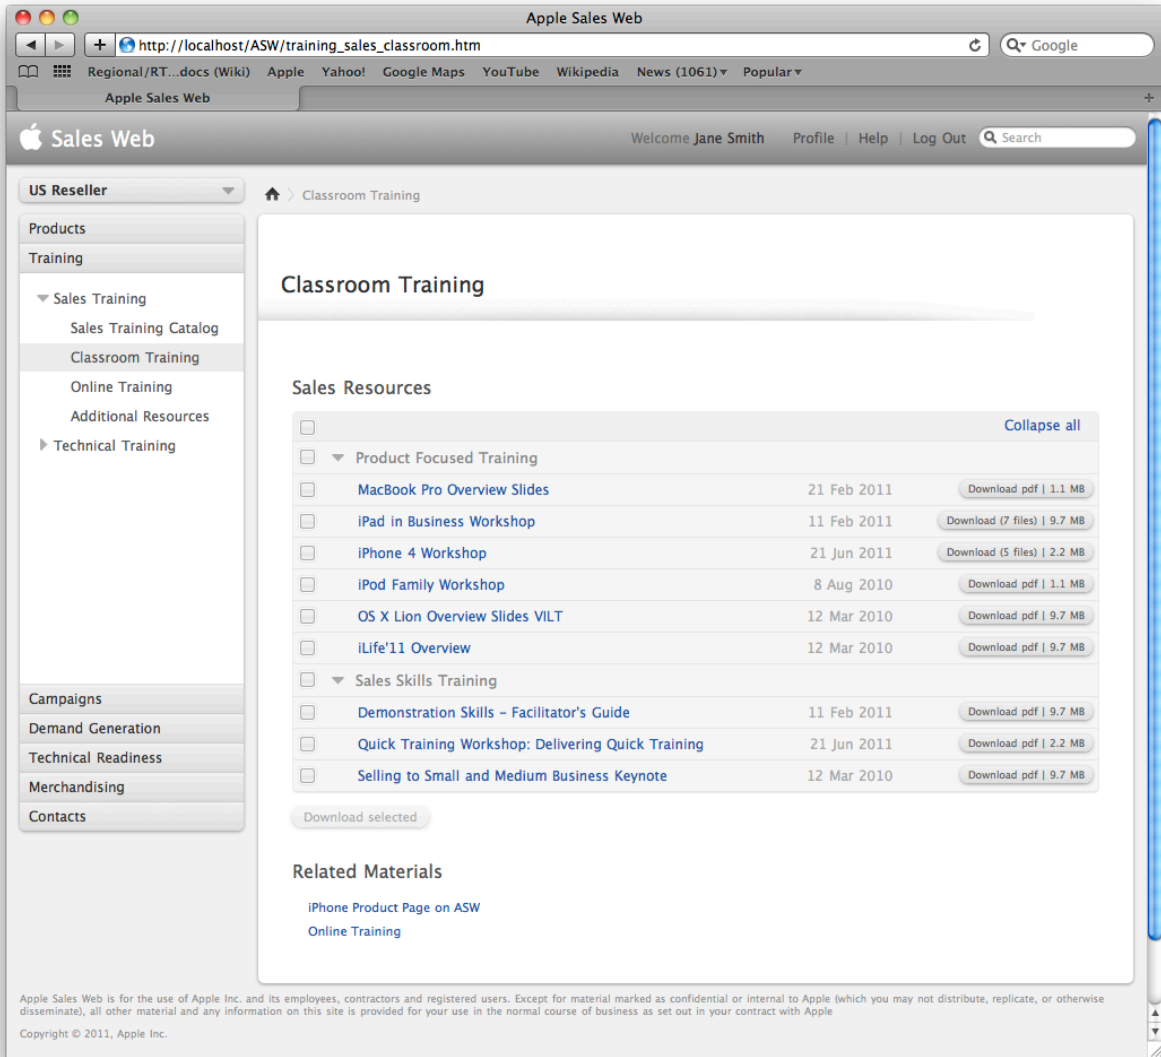 Apple Sales Web
http://localhost/ASW/training_sales_classroom.htm
Google
Regional/RT...docs (Wiki) Apple Yahoo! Google Maps YouTube Wikipedia News (1061) Popular
Apple Sales Web
Sales Web
Welcome Jane Smith Profile | Help | Log Out Search
US Reseller
Classroom Training
Products
Training
Sales Training
Sales Training Catalog
Classroom Training
Online Training
Additional Resources
Technical Training
Campaigns
Demand Generation
Technical Readiness
Merchandising
Contacts
Classroom Training
Sales Resources
Collapse all
Product Focused Training
MacBook Pro Overview Slides 21 Feb 2011 Download pdf | 1.1 MB
iPad in Business Workshop 11 Feb 2011 Download (7 files) | 9.7 MB
iPhone 4 Workshop 21 Jun 2011 Download (5 files) | 2.2 MB
iPod Family Workshop 8 Aug 2010 Download pdf | 1.1 MB
OS X Lion Overview Slides VILT 12 Mar 2010 Download pdf | 9.7 MB
iLife'11 Overview 12 Mar 2010 Download pdf | 9.7 MB
Sales Skills Training
Demonstration Skills – Facilitator's Guide 11 Feb 2011 Download pdf | 9.7 MB
Quick Training Workshop: Delivering Quick Training 21 Jun 2011 Download pdf | 2.2 MB
Selling to Small and Medium Business Keynote 12 Mar 2010 Download pdf | 9.7 MB
Download selected
Related Materials
iPhone Product Page on ASW
Online Training
Apple Sales Web is for the use of Apple Inc. and its employees, contractors and registered users. Except for material marked as confidential or internal to Apple (which you may not distribute, replicate, or otherwise
disseminate), all other material and any information on this site is provided for your use in the normal course of business as set out in your contract with Apple
Copyright © 2011, Apple Inc.